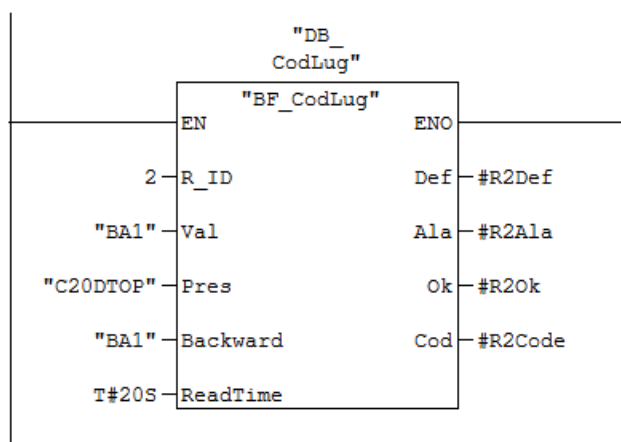 "DB_
CodLug"
"BF_CodLug"
EN ENO
2 R_ID Def #R2Def
"BA1" Val Ala #R2Ala
"C20DTOP" Pres Ok #R2Ok
"BA1" Backward Cod #R2Code
T#20S ReadTime